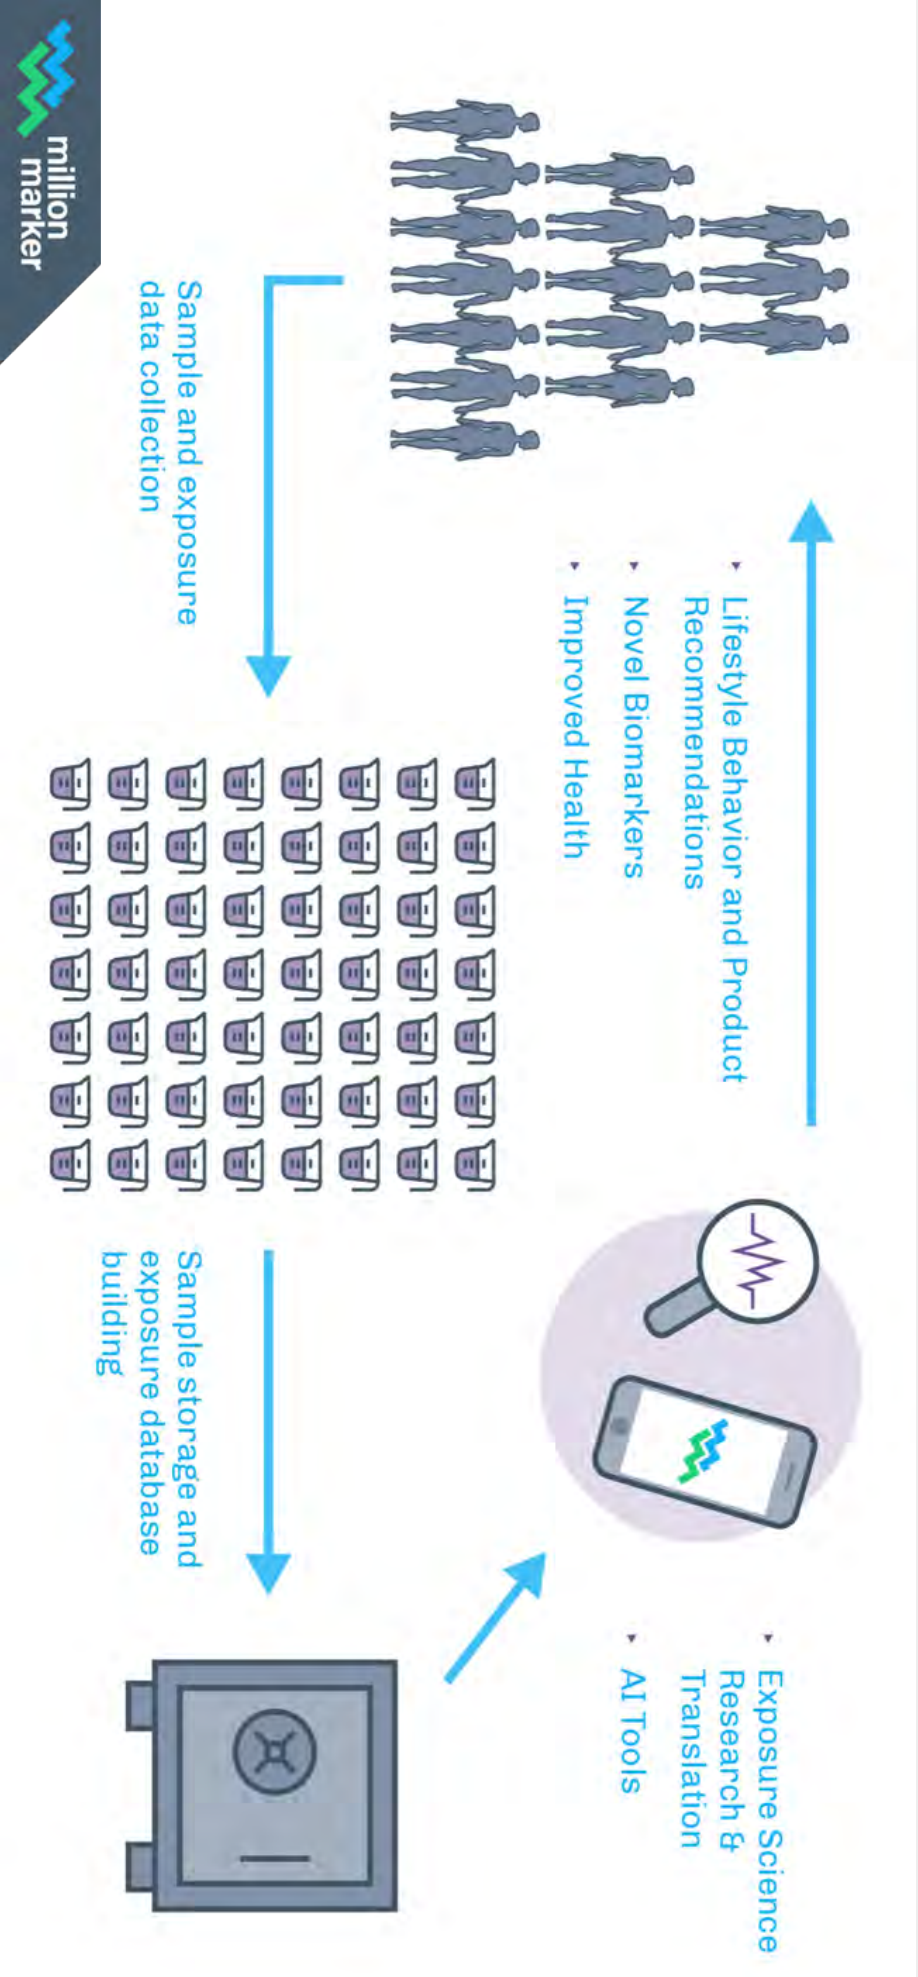 Lifestyle Behavior and Product
Recommendations
Novel Biomarkers
Improved Health
Exposure Science
Research &
Translation
AI Tools
Sample and exposure
data collection
Sample storage and
exposure database
building
million
marker